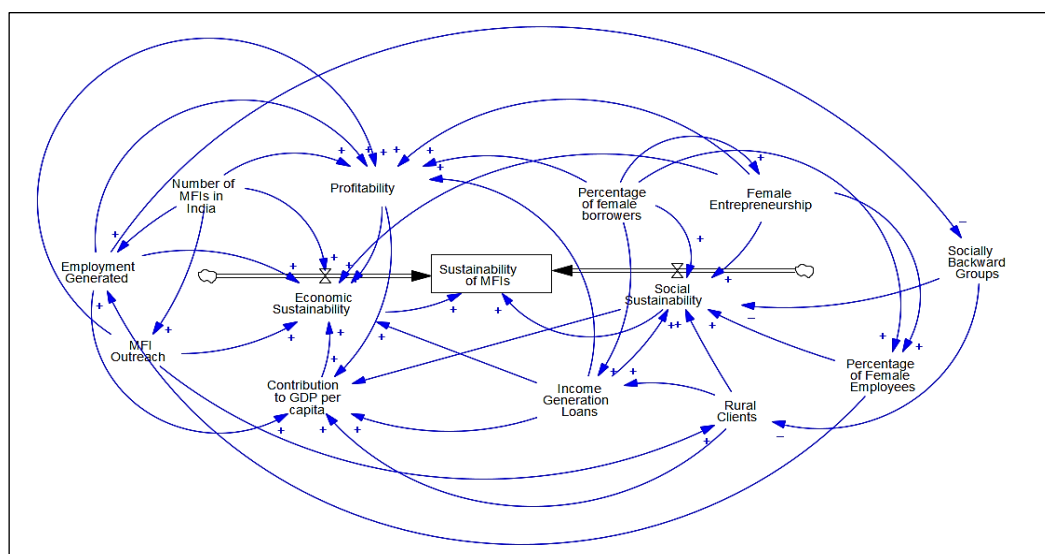 Number of
MFIs in
India
Profitability
Percentage
of female
borrowers
Female
Entrepreneurship
Employment
Generated
Sustainability
of MFIs
Socially
Backward
Groups
Economic
Sustainability
Social
Sustainability
MFI
Outreach
Contribution
to GDP per
capita
Income
Generation
Loans
Rural
Clients
Percentage
of Female
Employees